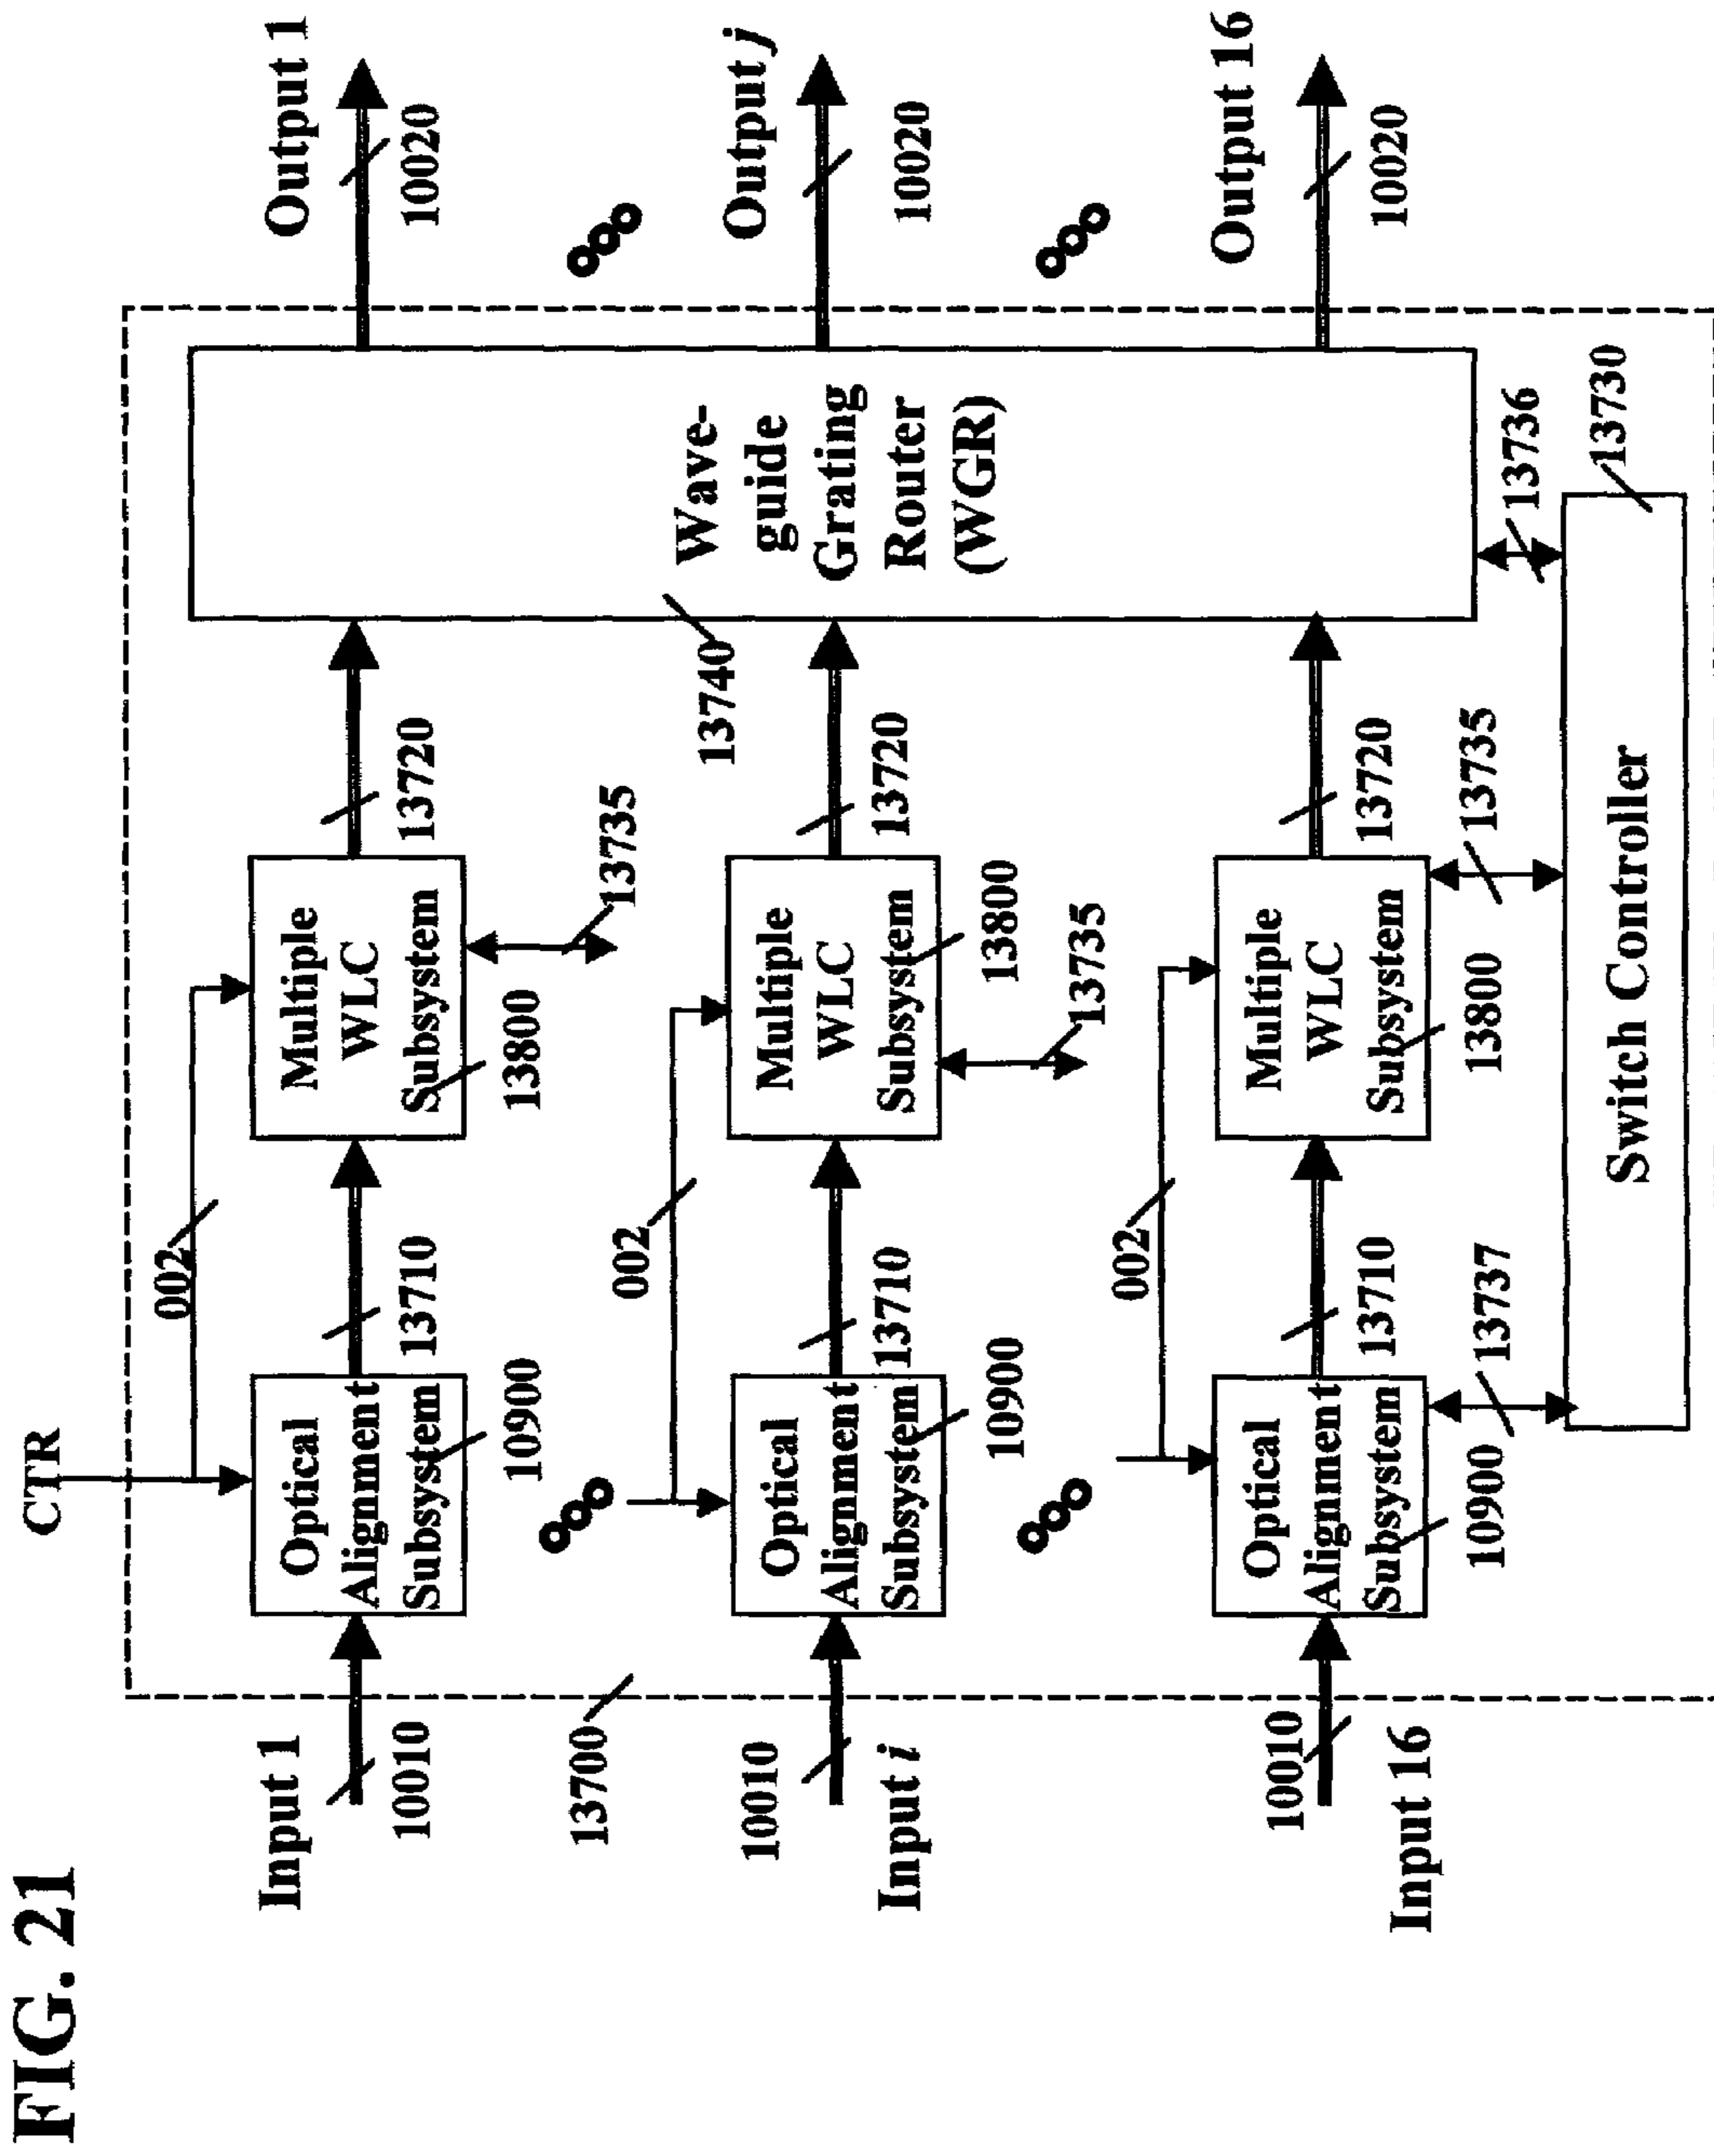 FIG. 21
CTR
Input 1
10010
Optical
Alignment
Subsystem
10900
002
13710
Multiple
WLC
Subsystem
13800
13735
13720
Output 1
10020
13700
Input i
10010
Optical
Alignment
Subsystem
10900
002
13710
Multiple
WLC
Subsystem
13800
13735
13720
13740
Wave-
guide
Grating
Router
(WGR)
Output j
10020
Input 16
10010
Optical
Alignment
Subsystem
10900
002
13710
Multiple
WLC
Subsystem
13800
13735
13720
Output 16
10020
13737
13736
13730
Switch Controller